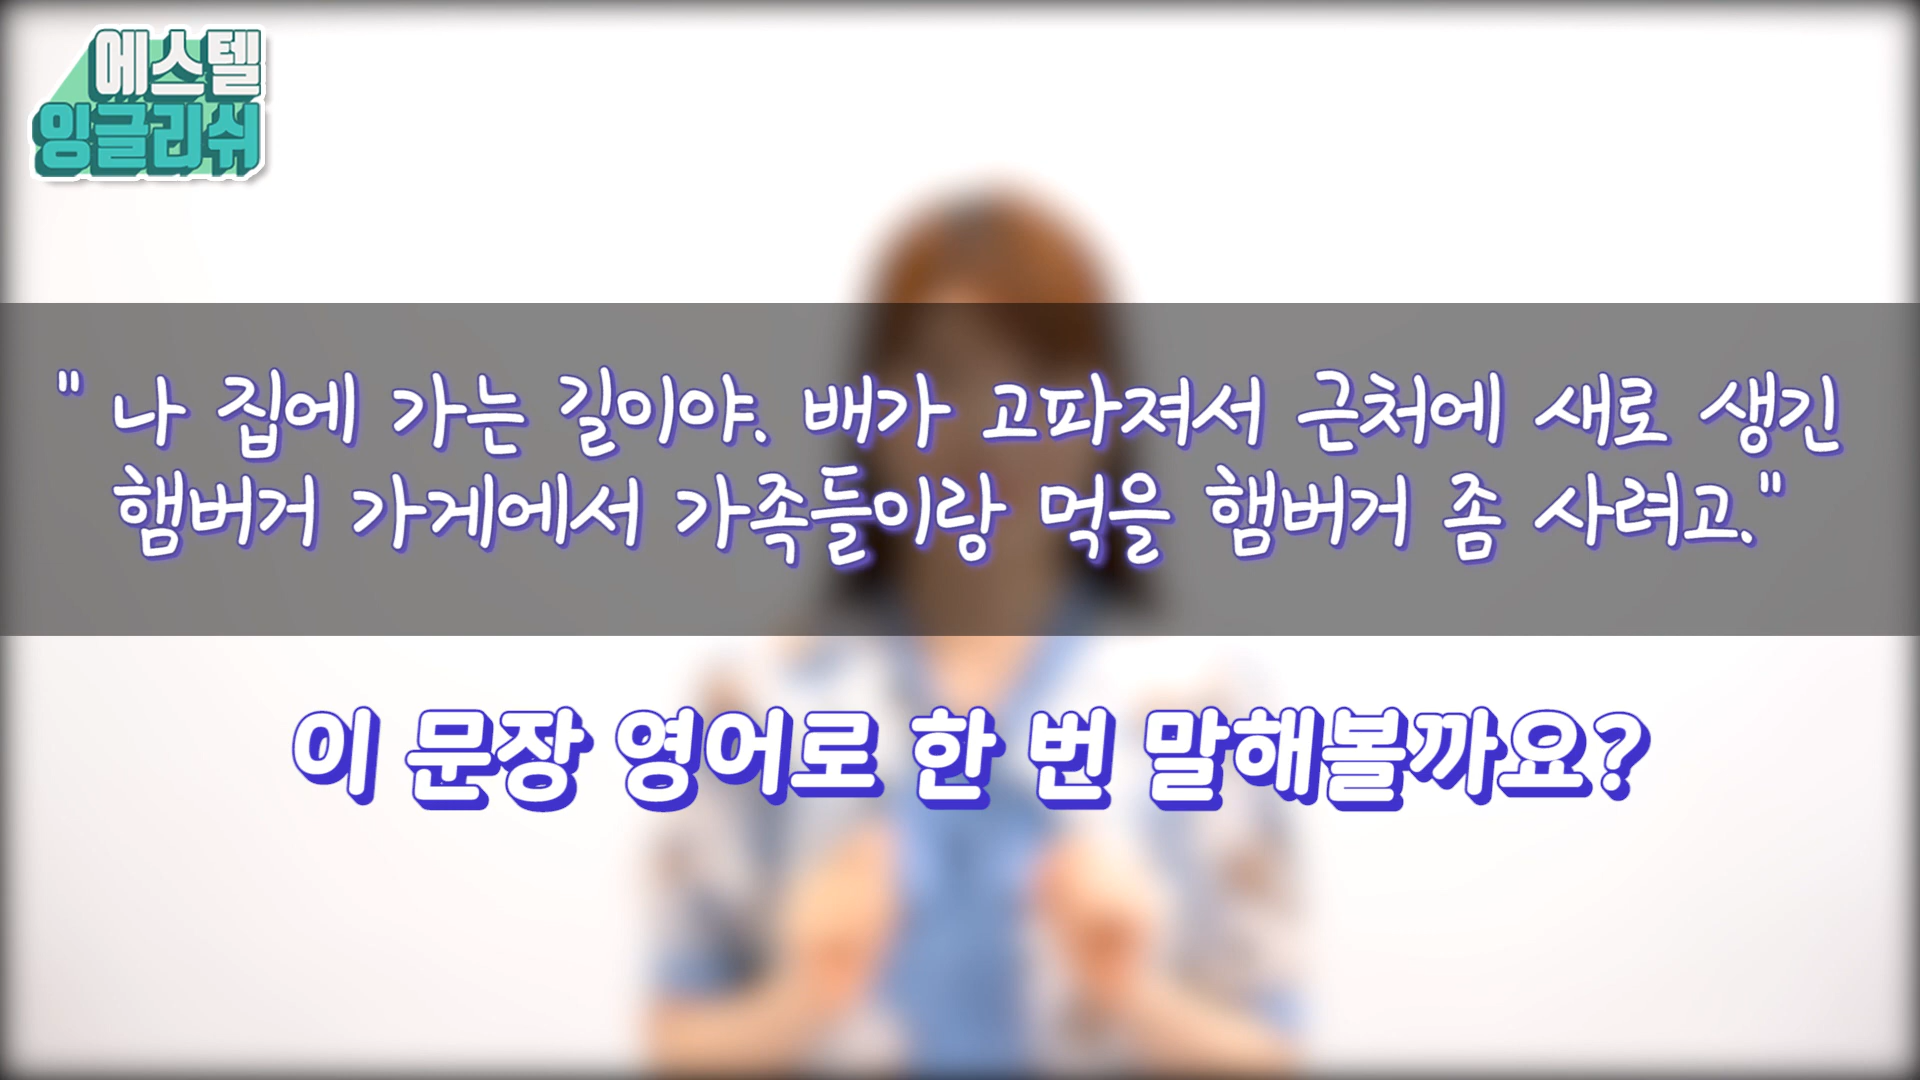 에스텔
잉글리쉬
" 나 집에 가는 길이야. 배가 고파져서 근처에 새로 생긴
햄버거 가게에서 가족들이랑 먹을 햄버거 좀 사려고."
이 문장 영어로 한 번 말해볼까요?